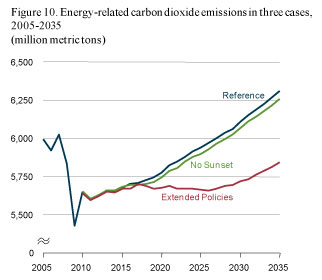 Figure 10. Energy-related carbon dioxide emissions in three cases,
2005-2035
(million metric tons)
6,500
6,250
6,000
5,750
5,500
0
Reference
No Sunset
Extended Policies
2005 2010 2015 2020 2025 2030 2035